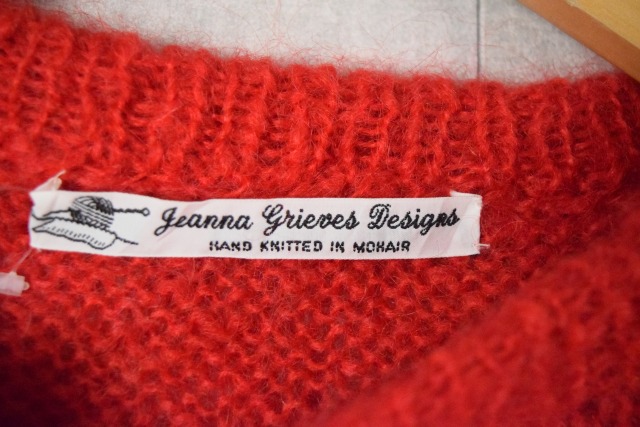 Jeanna Grieves Designs
HAND KNITTED IN MOHAIR